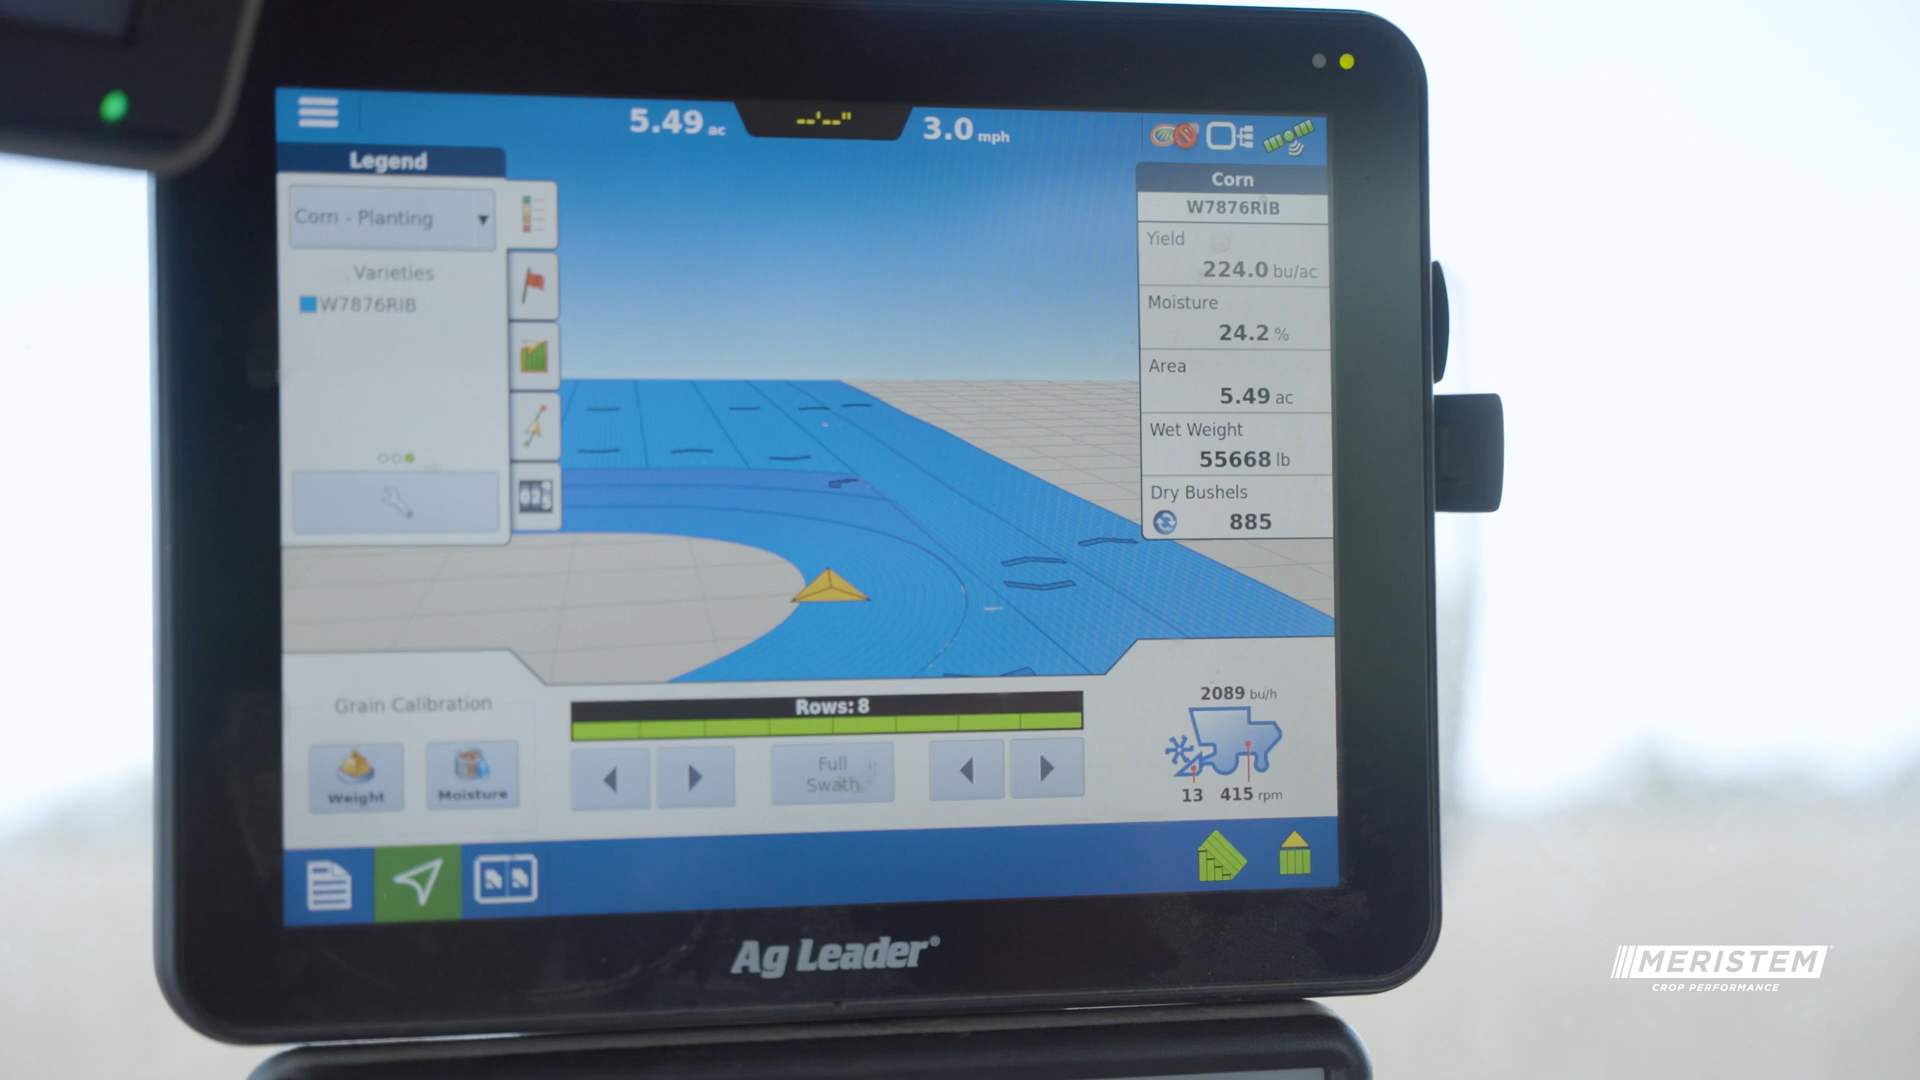 5.49 ac
--'--"
3.0 mph
Legend
Corn - Planting
Varieties
W7876RIB
Corn
W7876RIB
Yield
224.0 bu/ac
Moisture
24.2 %
Area
5.49 ac
Wet Weight
55668 lb
Dry Bushels
885
Grain Calibration
Weight
Moisture
Rows: 8
Full
Swath
2089 bu/h
13 415 rpm
Ag Leader®
MERISTEM
CROP PERFORMANCE